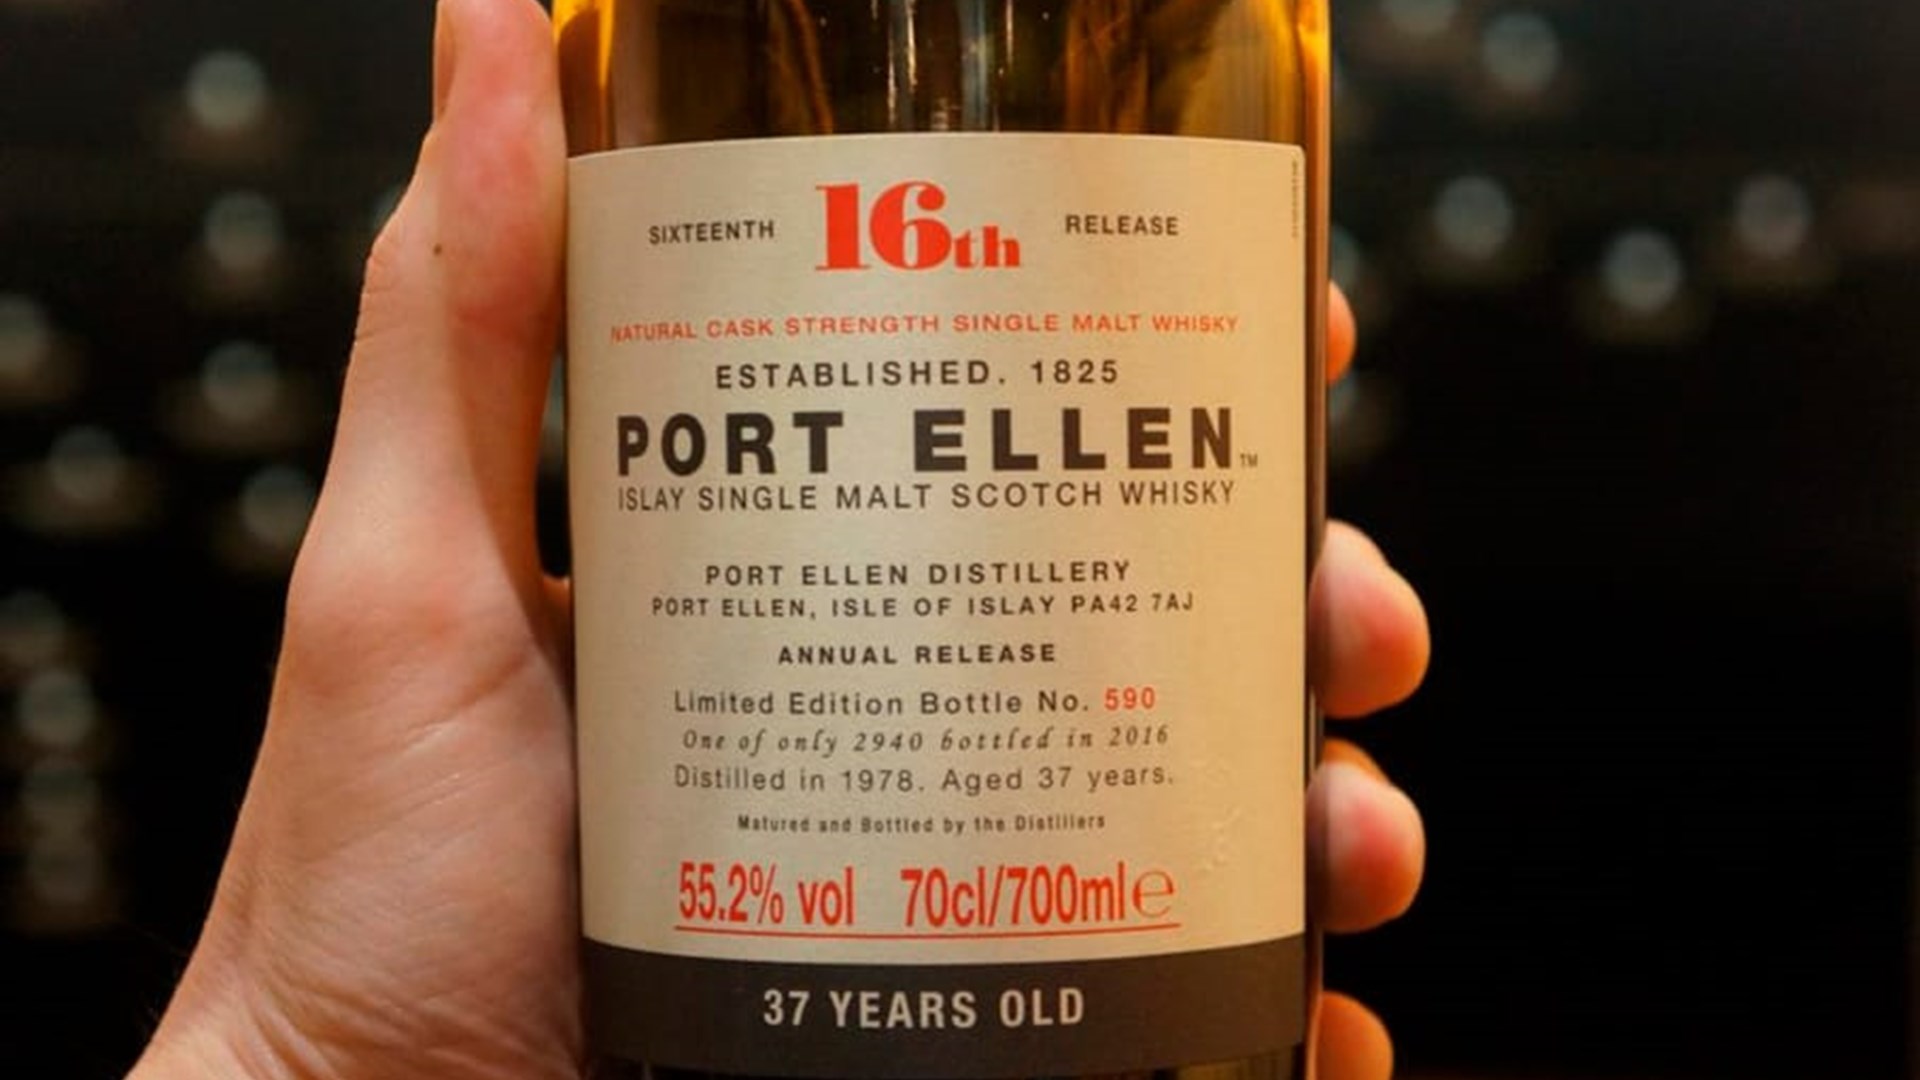 SIXTEENTH 16th RELEASE
NATURAL CASK STRENGTH SINGLE MALT WHISKY
ESTABLISHED. 1825
PORT ELLEN™
ISLAY SINGLE MALT SCOTCH WHISKY
PORT ELLEN DISTILLERY
PORT ELLEN, ISLE OF ISLAY PA42 7AJ
ANNUAL RELEASE
Limited Edition Bottle No. 590
One of only 2940 bottled in 2016
Distilled in 1978. Aged 37 years.
Matured and Bottled by the Distillers
55.2% vol 70cl/700ml℮
37 YEARS OLD